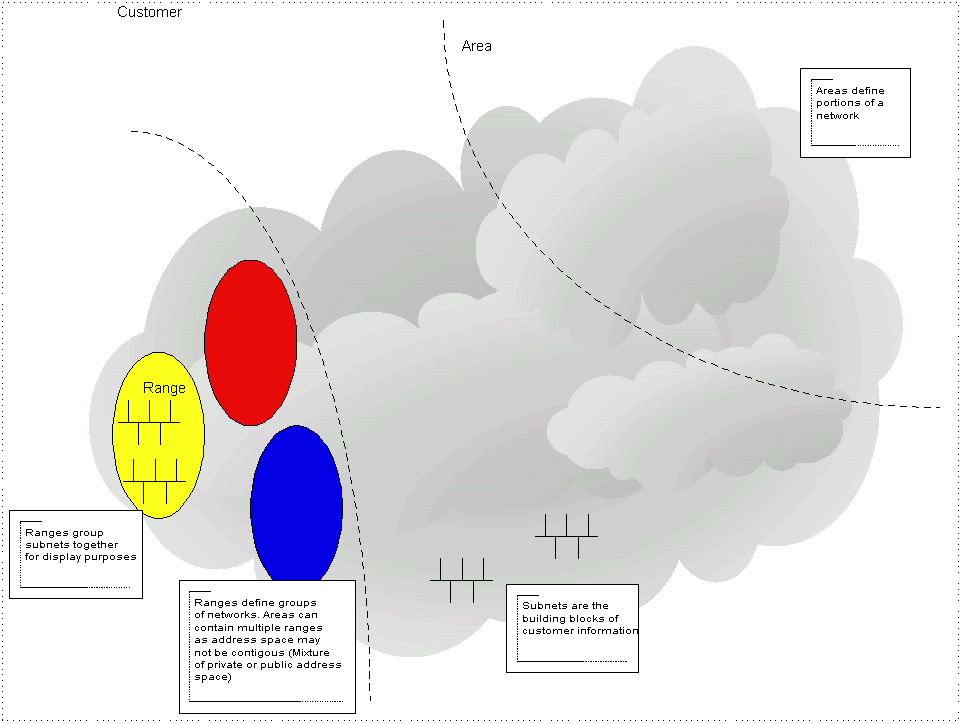 Customer
Area
Areas define
portions of a
network
Range
Ranges group
subnets together
for display purposes
Ranges define groups
of networks. Areas can
contain multiple ranges
as address space may
not be contigous (Mixture
of private or public address
space)
Subnets are the
building blocks of
customer information